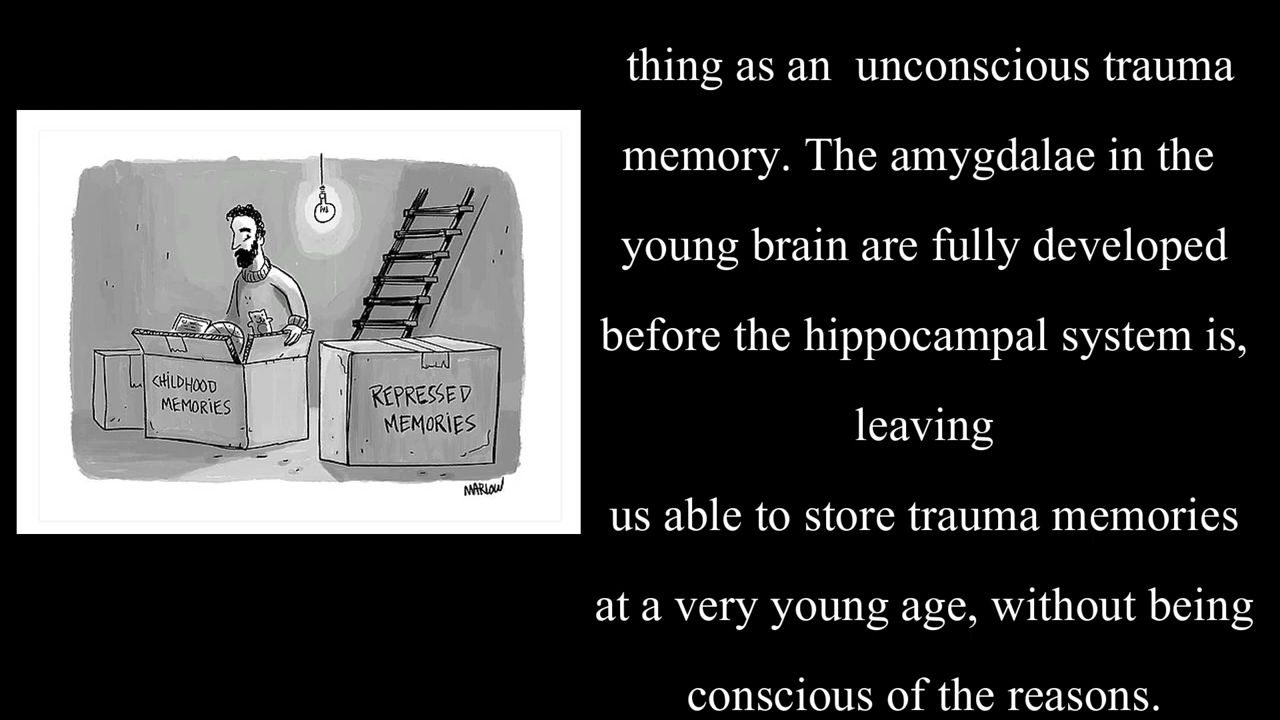 thing as an  unconscious trauma
memory. The amygdalae in the
young brain are fully developed
before the hippocampal system is,
leaving
us able to store trauma memories
at a very young age, without being
conscious of the reasons.
CHILDHOOD
MEMORIES
REPRESSED
MEMORIES
MARLOW